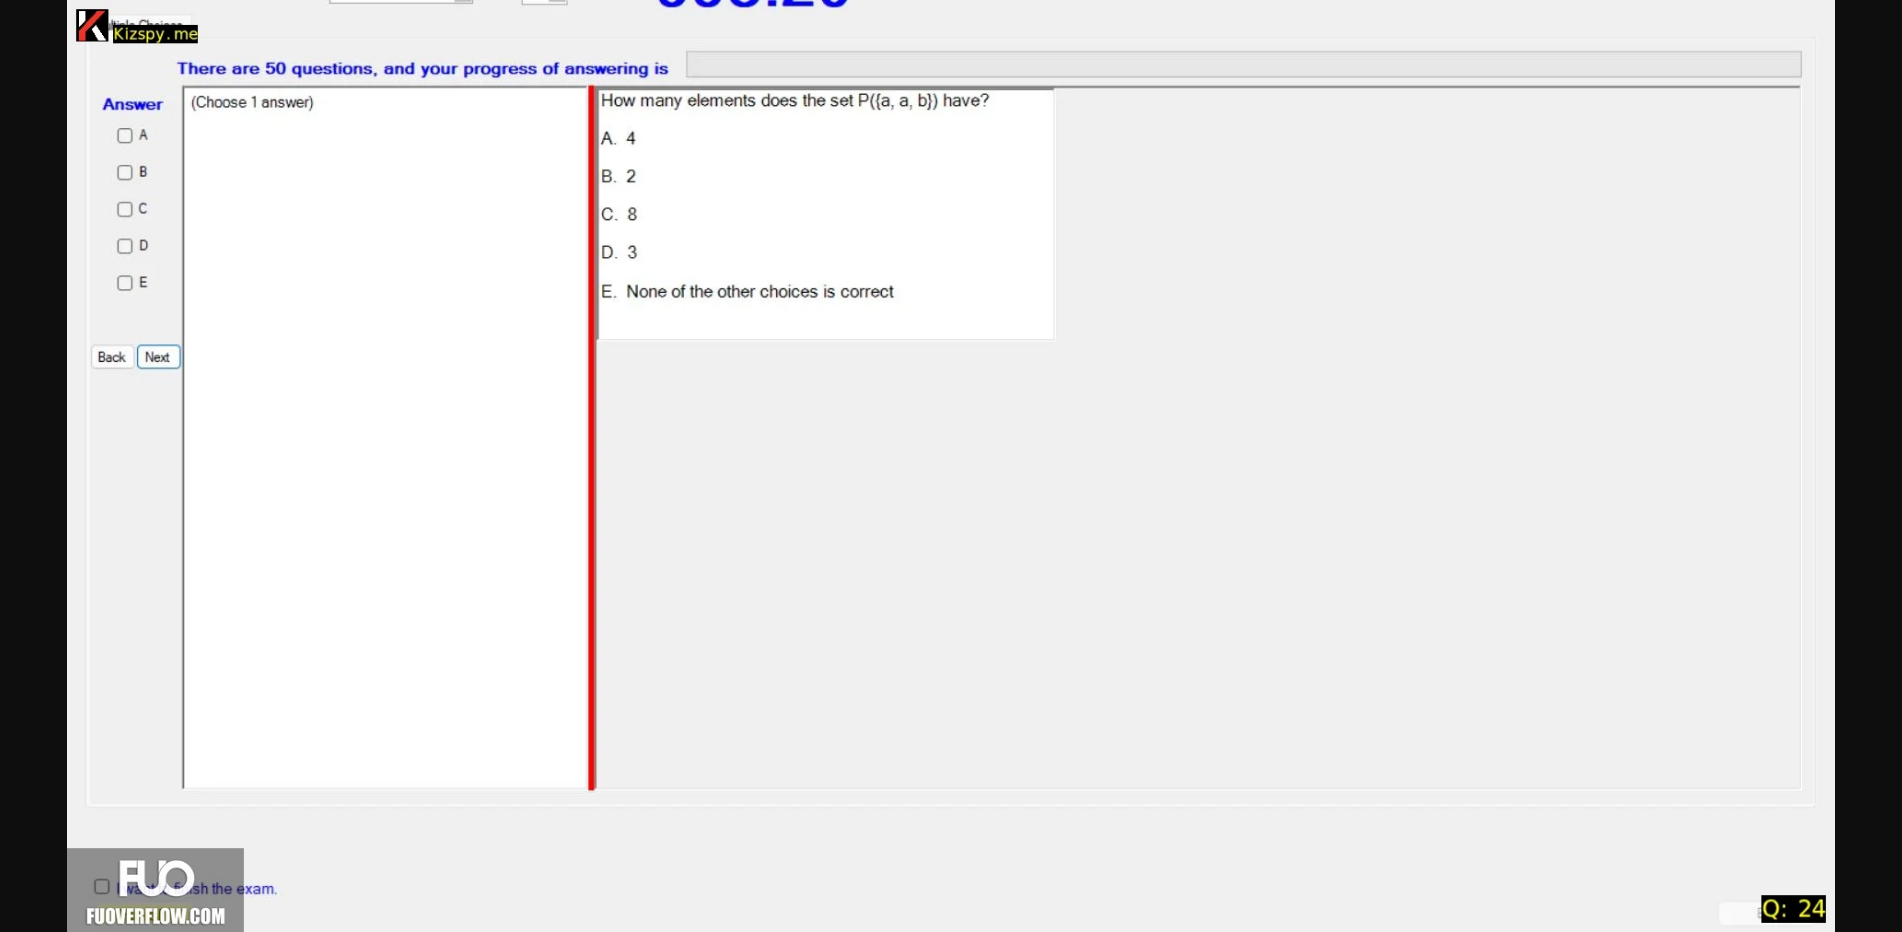 Kizspy.me
There are 50 questions, and your progress of answering is
Answer
(Choose 1 answer)
How many elements does the set P({a, a, b}) have?
A
A. 4
B
B. 2
C
C. 8
D
D. 3
E
E. None of the other choices is correct
Back Next
FUO
finish the exam.
FUOVERFLOW.COM
Q: 24